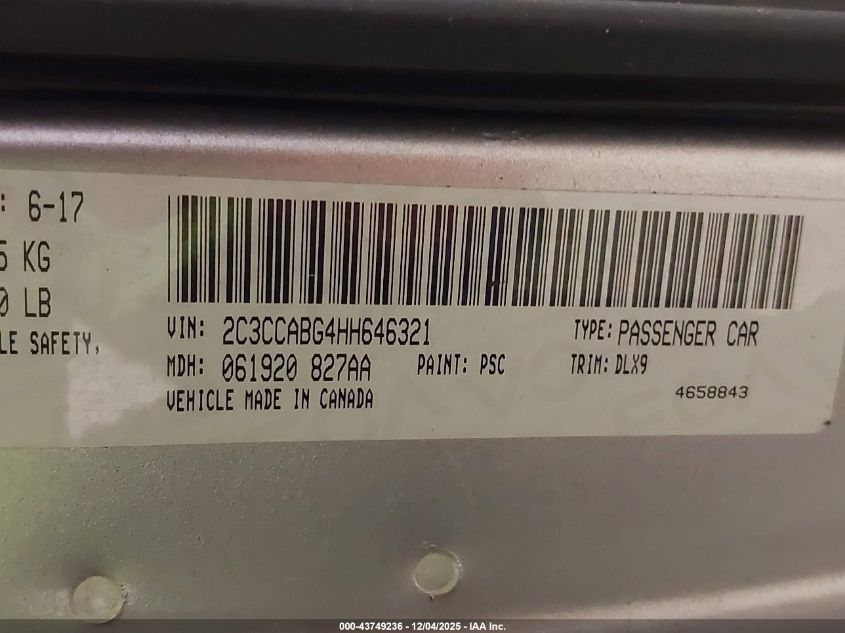 : 6-17
5 KG
0 LB
LE SAFETY,
VIN: 2C3CCABG4HH646321 TYPE: PASSENGER CAR
MDH: 061920 827AA PAINT: PSC TRIM: DLX9
VEHICLE MADE IN CANADA 4658843
000-43749236 - 12/04/2025 - IAA Inc.